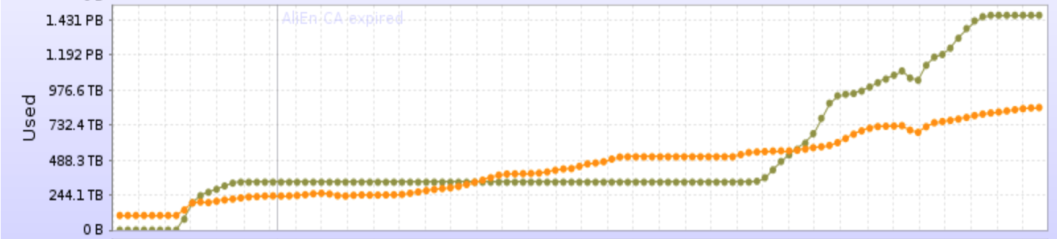 AliEn CA expired
1.431 PB
1.192 PB
976.6 TB
732.4 TB
488.3 TB
244.1 TB
0 B
Used